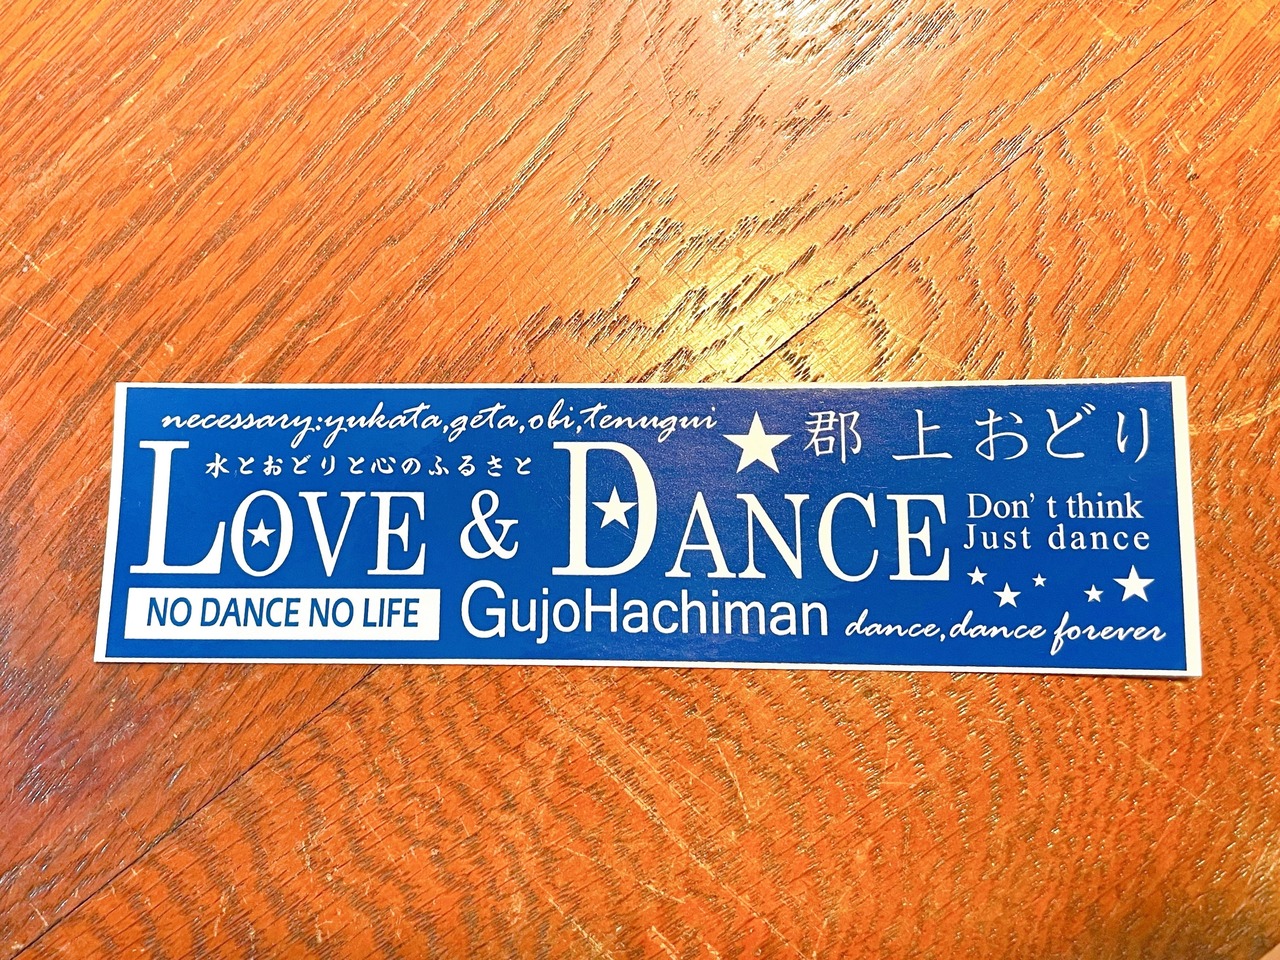 necessary:yukata,geta,obi,tenugui
郡上おどり
水とおどりと心のふるさと
LOVE & DANCE
Don't think
Just dance
NO DANCE NO LIFE
GujoHachiman
dance,dance forever